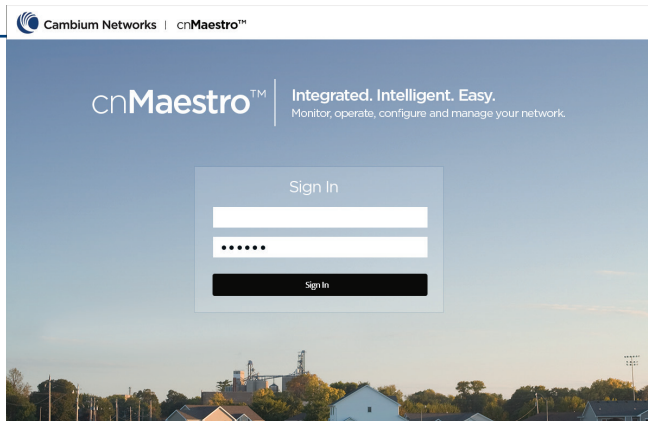 Cambium Networks | cnMaestro™
cnMaestro™
Integrated. Intelligent. Easy.
Monitor, operate, configure and manage your network.
Sign In
••••••
Sign In